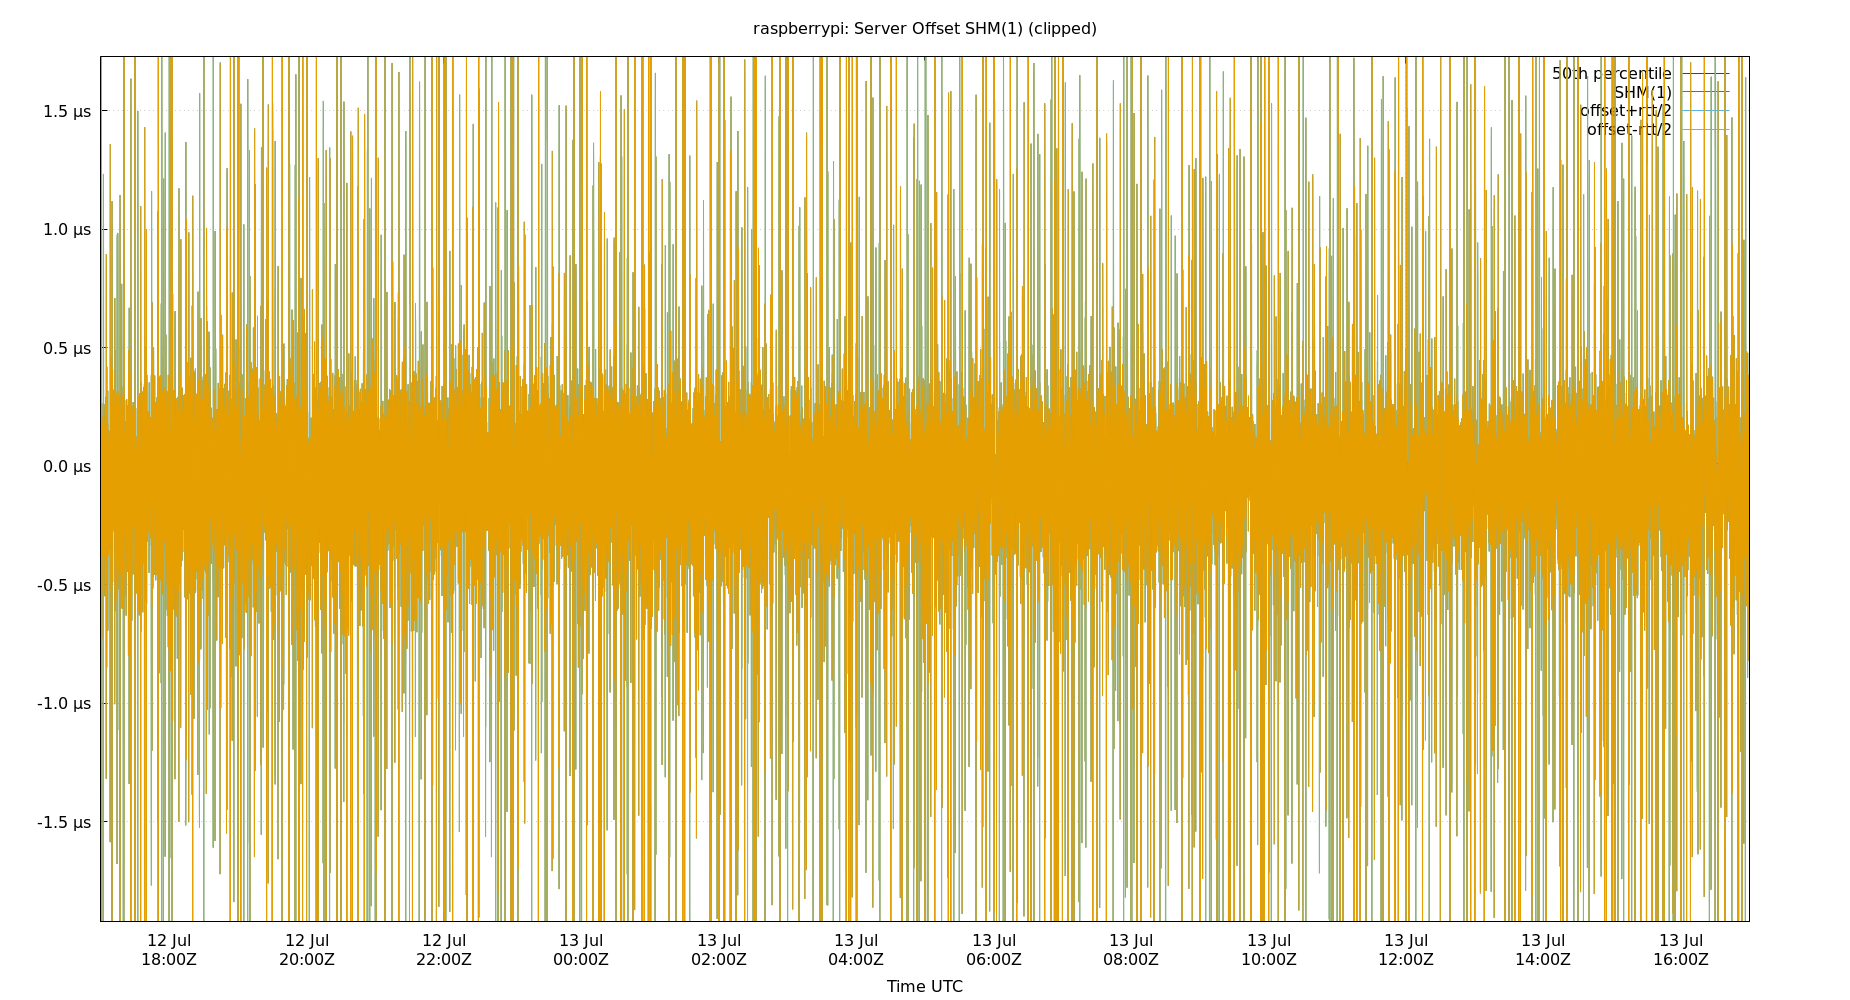 raspberrypi: Server Offset SHM(1) (clipped)
50th percentile
SHM(1)
offset+rtt/2
offset-rtt/2
1.5 µs
1.0 µs
0.5 µs
0.0 µs
-0.5 µs
-1.0 µs
-1.5 µs
12 Jul 12 Jul 12 Jul 13 Jul 13 Jul 13 Jul 13 Jul 13 Jul 13 Jul 13 Jul 13 Jul 13 Jul
18:00Z 20:00Z 22:00Z 00:00Z 02:00Z 04:00Z 06:00Z 08:00Z 10:00Z 12:00Z 14:00Z 16:00Z
Time UTC